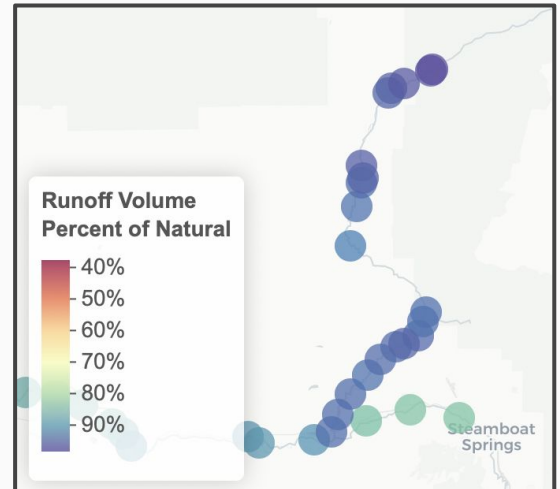 Runoff Volume
Percent of Natural
40%
50%
60%
70%
80%
90%
Steamboat
Springs